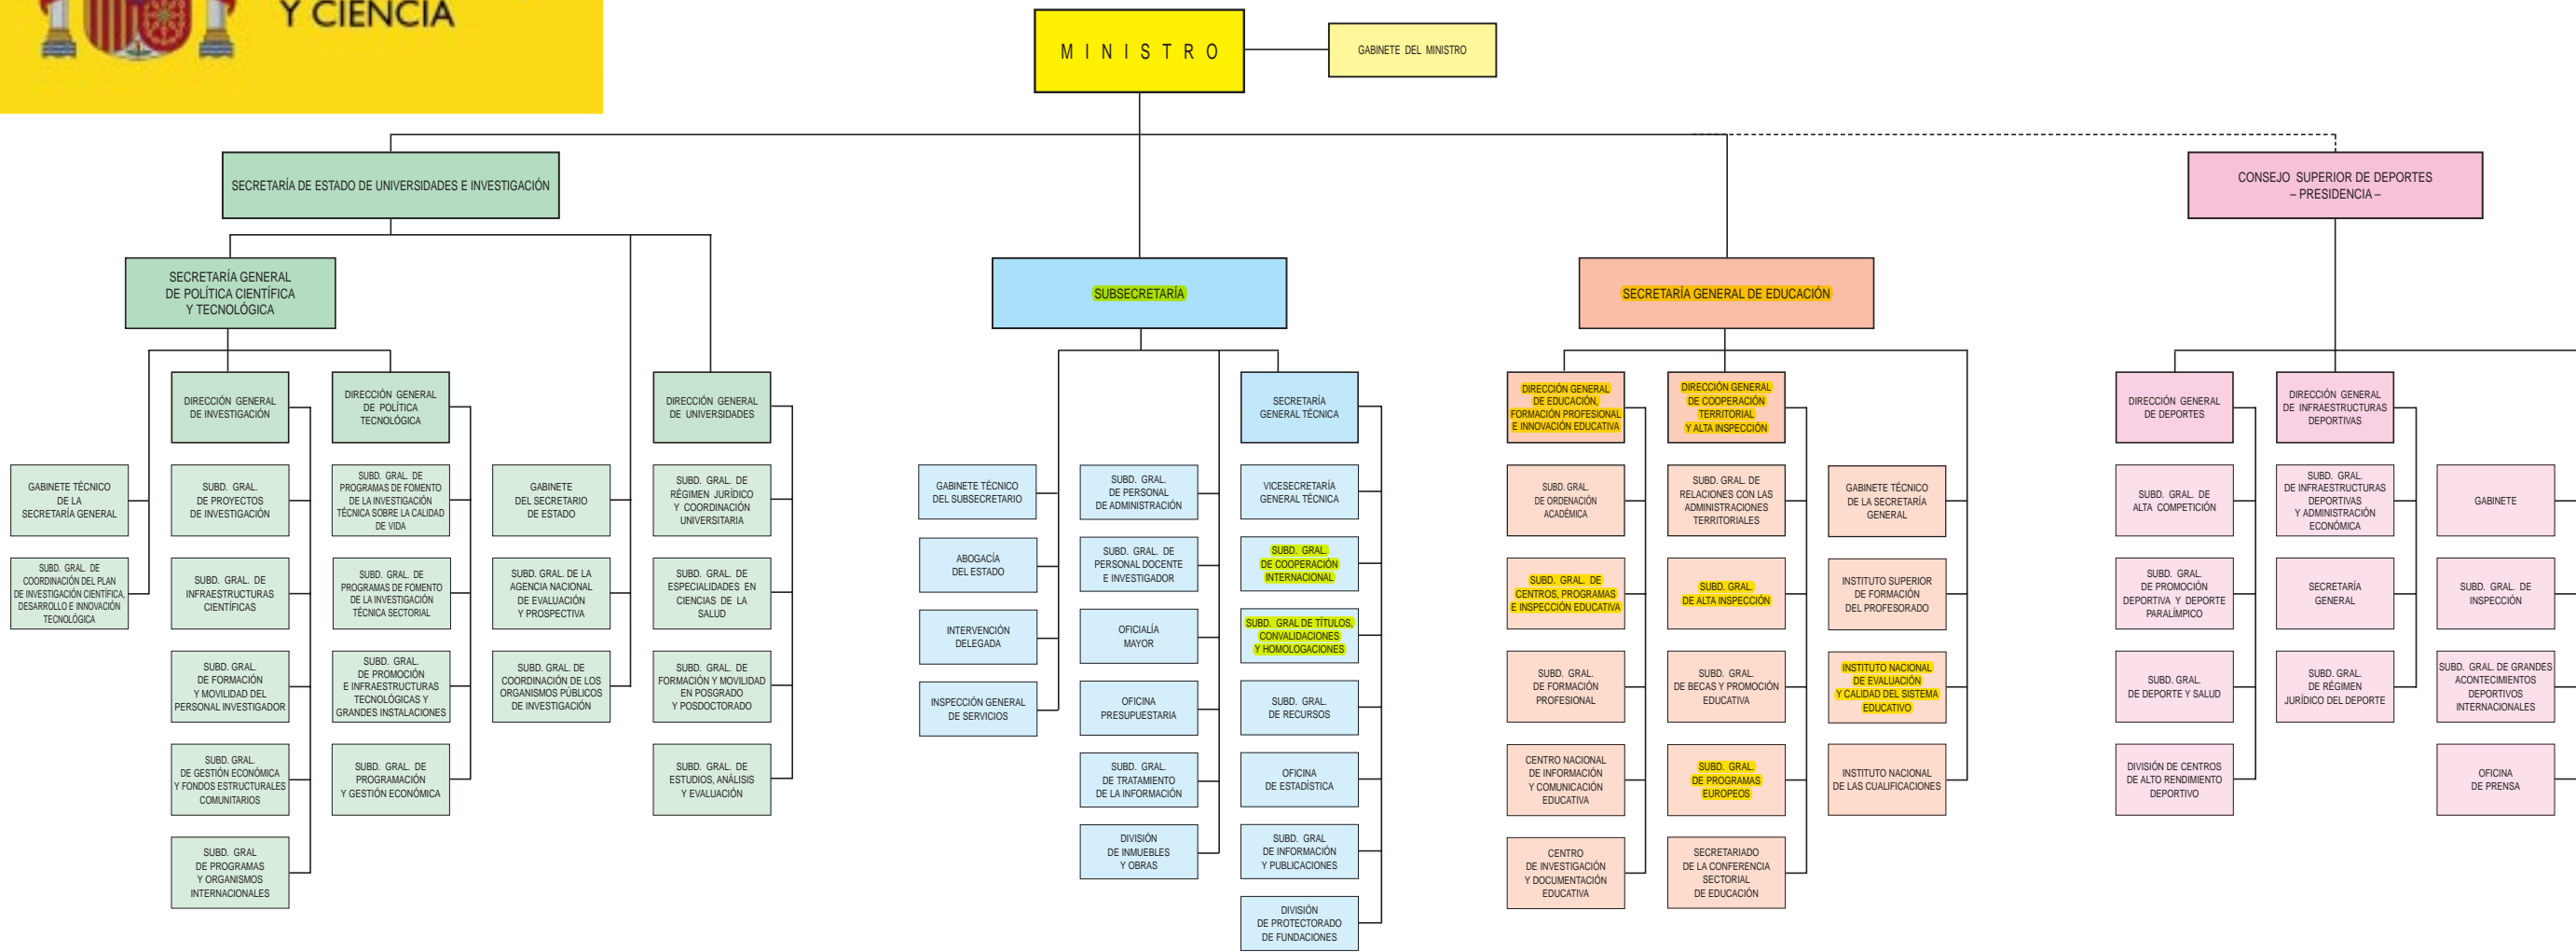 Y CIENCIA
M I N I S T R O
GABINETE DEL MINISTRO
SECRETARÍA DE ESTADO DE UNIVERSIDADES E INVESTIGACIÓN
CONSEJO SUPERIOR DE DEPORTES
– PRESIDENCIA –
SECRETARÍA GENERAL
DE POLÍTICA CIENTÍFICA
Y TECNOLÓGICA
SUBSECRETARÍA
SECRETARÍA GENERAL DE EDUCACIÓN
DIRECCIÓN GENERAL
DE INVESTIGACIÓN
DIRECCIÓN GENERAL
DE POLÍTICA
TECNOLÓGICA
DIRECCIÓN GENERAL
DE UNIVERSIDADES
SECRETARÍA
GENERAL TÉCNICA
DIRECCIÓN GENERAL
DE EDUCACIÓN,
FORMACIÓN PROFESIONAL
E INNOVACIÓN EDUCATIVA
DIRECCIÓN GENERAL
DE COOPERACIÓN
TERRITORIAL
Y ALTA INSPECCIÓN
DIRECCIÓN GENERAL
DE DEPORTES
DIRECCIÓN GENERAL
DE INFRAESTRUCTURAS
DEPORTIVAS
GABINETE TÉCNICO
DE LA
SECRETARÍA GENERAL
SUBD. GRAL.
DE PROYECTOS
DE INVESTIGACIÓN
SUBD. GRAL. DE
PROGRAMAS DE FOMENTO
DE LA INVESTIGACIÓN
TÉCNICA SOBRE LA CALIDAD
DE VIDA
GABINETE
DEL SECRETARIO
DE ESTADO
SUBD. GRAL. DE
RÉGIMEN JURÍDICO
Y COORDINACIÓN
UNIVERSITARIA
GABINETE TÉCNICO
DEL SUBSECRETARIO
SUBD. GRAL.
DE PERSONAL
DE ADMINISTRACIÓN
VICESECRETARÍA
GENERAL TÉCNICA
SUBD. GRAL.
DE ORDENACIÓN
ACADÉMICA
SUBD. GRAL. DE
RELACIONES CON LAS
ADMINISTRACIONES
TERRITORIALES
GABINETE TÉCNICO
DE LA SECRETARÍA
GENERAL
SUBD. GRAL. DE
ALTA COMPETICIÓN
SUBD. GRAL.
DE INFRAESTRUCTURAS
DEPORTIVAS
Y ADMINISTRACIÓN
ECONÓMICA
GABINETE
SUBD. GRAL. DE
COORDINACIÓN DEL PLAN
DE INVESTIGACIÓN CIENTÍFICA,
DESARROLLO E INNOVACIÓN
TECNOLÓGICA
SUBD. GRAL. DE
INFRAESTRUCTURAS
CIENTÍFICAS
SUBD. GRAL. DE
PROGRAMAS DE FOMENTO
DE LA INVESTIGACIÓN
TÉCNICA SECTORIAL
SUBD. GRAL. DE LA
AGENCIA NACIONAL
DE EVALUACIÓN
Y PROSPECTIVA
SUBD. GRAL. DE
ESPECIALIDADES EN
CIENCIAS DE LA
SALUD
ABOGACÍA
DEL ESTADO
SUBD. GRAL. DE
PERSONAL DOCENTE
E INVESTIGADOR
SUBD. GRAL.
DE COOPERACIÓN
INTERNACIONAL
SUBD. GRAL. DE
CENTROS, PROGRAMAS
E INSPECCIÓN EDUCATIVA
SUBD. GRAL.
DE ALTA INSPECCIÓN
INSTITUTO SUPERIOR
DE FORMACIÓN
DEL PROFESORADO
SUBD. GRAL.
DE PROMOCIÓN
DEPORTIVA Y DEPORTE
PARALÍMPICO
SECRETARÍA
GENERAL
SUBD. GRAL. DE
INSPECCIÓN
INTERVENCIÓN
DELEGADA
OFICIALÍA
MAYOR
SUBD. GRAL DE TÍTULOS,
CONVALIDACIONES
Y HOMOLOGACIONES
SUBD. GRAL.
DE FORMACIÓN
Y MOVILIDAD DEL
PERSONAL INVESTIGADOR
SUBD. GRAL.
DE PROMOCIÓN
E INFRAESTRUCTURAS
TECNOLÓGICAS Y
GRANDES INSTALACIONES
SUBD. GRAL. DE
COORDINACIÓN DE LOS
ORGANISMOS PÚBLICOS
DE INVESTIGACIÓN
SUBD. GRAL. DE
FORMACIÓN Y MOVILIDAD
EN POSGRADO
Y POSDOCTORADO
INSPECCIÓN GENERAL
DE SERVICIOS
OFICINA
PRESUPUESTARIA
SUBD. GRAL.
DE RECURSOS
SUBD. GRAL.
DE FORMACIÓN
PROFESIONAL
SUBD. GRAL.
DE BECAS Y PROMOCIÓN
EDUCATIVA
INSTITUTO NACIONAL
DE EVALUACIÓN
Y CALIDAD DEL SISTEMA
EDUCATIVO
SUBD. GRAL.
DE DEPORTE Y SALUD
SUBD. GRAL.
DE RÉGIMEN
JURÍDICO DEL DEPORTE
SUBD. GRAL. DE GRANDES
ACONTECIMIENTOS
DEPORTIVOS
INTERNACIONALES
SUBD. GRAL.
DE GESTIÓN ECONÓMICA
Y FONDOS ESTRUCTURALES
COMUNITARIOS
SUBD. GRAL. DE
PROGRAMACIÓN
Y GESTIÓN ECONÓMICA
SUBD. GRAL. DE
ESTUDIOS, ANÁLISIS
Y EVALUACIÓN
SUBD. GRAL.
DE TRATAMIENTO
DE LA INFORMACIÓN
OFICINA
DE ESTADÍSTICA
CENTRO NACIONAL
DE INFORMACIÓN
Y COMUNICACIÓN
EDUCATIVA
SUBD. GRAL.
DE PROGRAMAS
EUROPEOS
INSTITUTO NACIONAL
DE LAS CUALIFICACIONES
DIVISIÓN DE CENTROS
DE ALTO RENDIMIENTO
DEPORTIVO
OFICINA
DE PRENSA
SUBD. GRAL
DE PROGRAMAS
Y ORGANISMOS
INTERNACIONALES
DIVISIÓN
DE INMUEBLES
Y OBRAS
SUBD. GRAL
DE INFORMACIÓN
Y PUBLICACIONES
CENTRO
DE INVESTIGACIÓN
Y DOCUMENTACIÓN
EDUCATIVA
SECRETARIADO
DE LA CONFERENCIA
SECTORIAL
DE EDUCACIÓN
DIVISIÓN
DE PROTECTORADO
DE FUNDACIONES